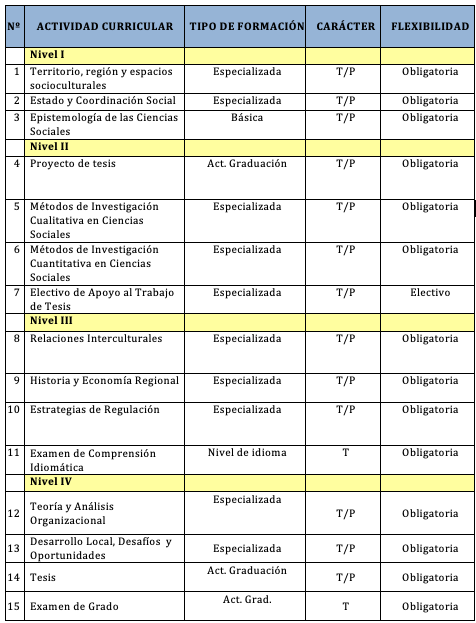 Nº ACTIVIDAD CURRICULAR TIPO DE FORMACIÓN CARÁCTER FLEXIBILIDAD
Nivel I
1 Territorio, región y espacios Especializada T/P Obligatoria
socioculturales
2 Estado y Coordinación Social Especializada T/P Obligatoria
3 Epistemología de las Ciencias Básica T/P Obligatoria
Sociales
Nivel II
4 Proyecto de tesis Act. Graduación T/P Obligatoria
5 Métodos de Investigación Especializada T/P Obligatoria
Cualitativa en Ciencias
Sociales
6 Métodos de Investigación Especializada T/P Obligatoria
Cuantitativa en Ciencias
Sociales
7 Electivo de Apoyo al Trabajo Especializada T/P Electivo
de Tesis
Nivel III
8 Relaciones Interculturales Especializada T/P Obligatoria
9 Historia y Economía Regional Especializada T/P Obligatoria
10 Estrategias de Regulación Especializada T/P Obligatoria
11 Examen de Comprensión Nivel de idioma T Obligatoria
Idiomática
Nivel IV
12 Teoría y Análisis Especializada T/P Obligatoria
Organizacional
13 Desarrollo Local, Desafíos y Especializada T/P Obligatoria
Oportunidades
14 Tesis Act. Graduación T/P Obligatoria
15 Examen de Grado Act. Grad. T Obligatoria